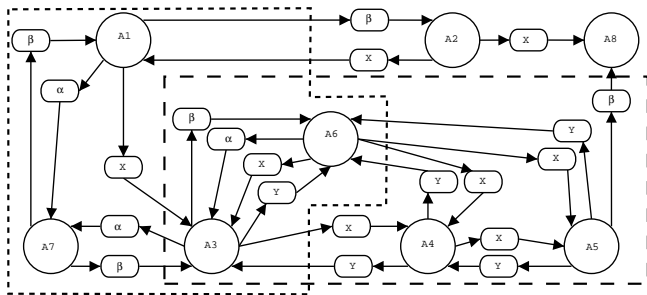 β A1 β A2 X A8
X
α β
β A6 Y
α
X X
X Y Y X
A7 α A3 X A4 X A5
β Y Y